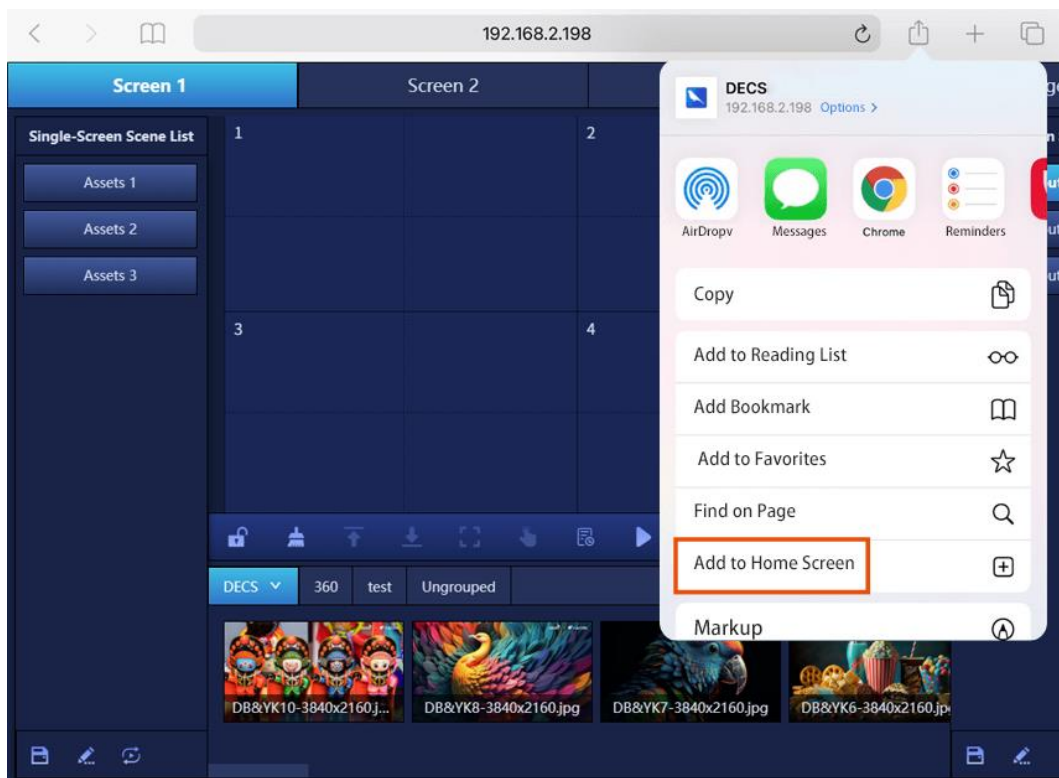 192.168.2.198
Screen 1
Screen 2
DECS
192.168.2.198 Options >
Single-Screen Scene List
1
2
Assets 1
Assets 2
Assets 3
AirDropv
Messages
Chrome
Reminders
Copy
3
4
Add to Reading List
Add Bookmark
Add to Favorites
Find on Page
Add to Home Screen
Markup
DECS
360
test
Ungrouped
DB&YK10-3840x2160.j...
DB&YK8-3840x2160.jpg
DB&YK7-3840x2160.jpg
DB&YK6-3840x2160.jp